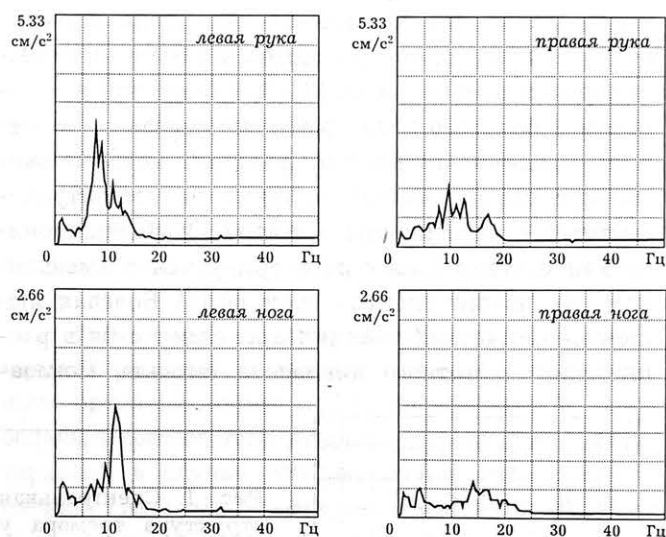 5.33
см/с²
левая рука
0 10 20 30 40 Гц
5.33
см/с²
правая рука
0 10 20 30 40 Гц
2.66
см/с²
левая нога
0 10 20 30 40 Гц
2.66
см/с²
правая нога
0 10 20 30 40 Гц